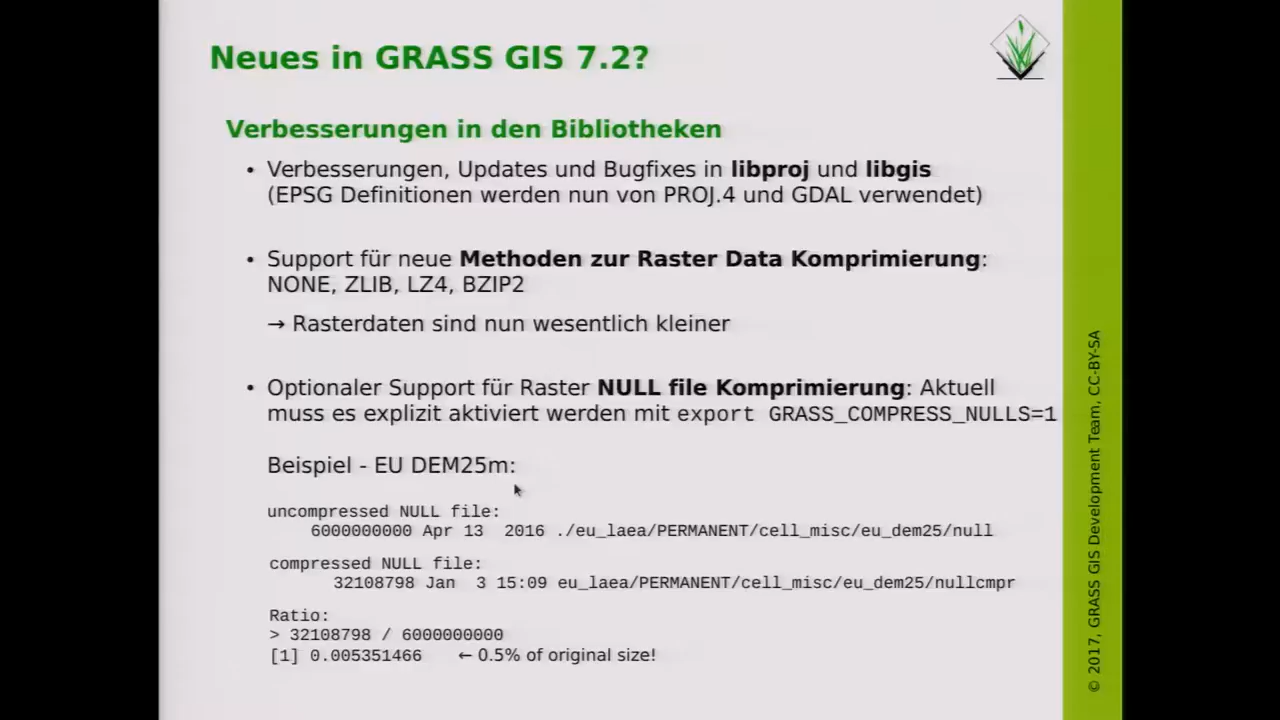 Neues in GRASS GIS 7.2?
Verbesserungen in den Bibliotheken
• Verbesserungen, Updates und Bugfixes in libproj und libgis
(EPSG Definitionen werden nun von PROJ.4 und GDAL verwendet)
• Support für neue Methoden zur Raster Data Komprimierung:
NONE, ZLIB, LZ4, BZIP2
→ Rasterdaten sind nun wesentlich kleiner
• Optionaler Support für Raster NULL file Komprimierung: Aktuell
muss es explizit aktiviert werden mit export GRASS_COMPRESS_NULLS=1
Beispiel - EU DEM25m:
uncompressed NULL file:
6000000000 Apr 13 2016 ./eu_laea/PERMANENT/cell_misc/eu_dem25/null
compressed NULL file:
32108798 Jan 3 15:09 eu_laea/PERMANENT/cell_misc/eu_dem25/nullcmpr
Ratio:
> 32108798 / 6000000000
[1] 0.005351466 ← 0.5% of original size!
© 2017, GRASS GIS Development Team, CC-BY-SA